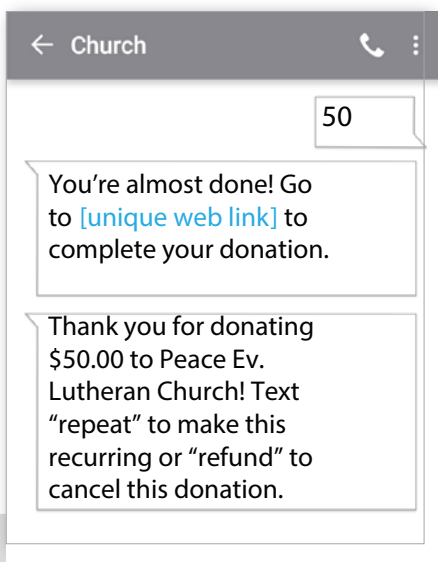 Church
50
You’re almost done! Go
to [unique web link] to
complete your donation.
Thank you for donating
$50.00 to Peace Ev.
Lutheran Church! Text
“repeat” to make this
recurring or “refund” to
cancel this donation.